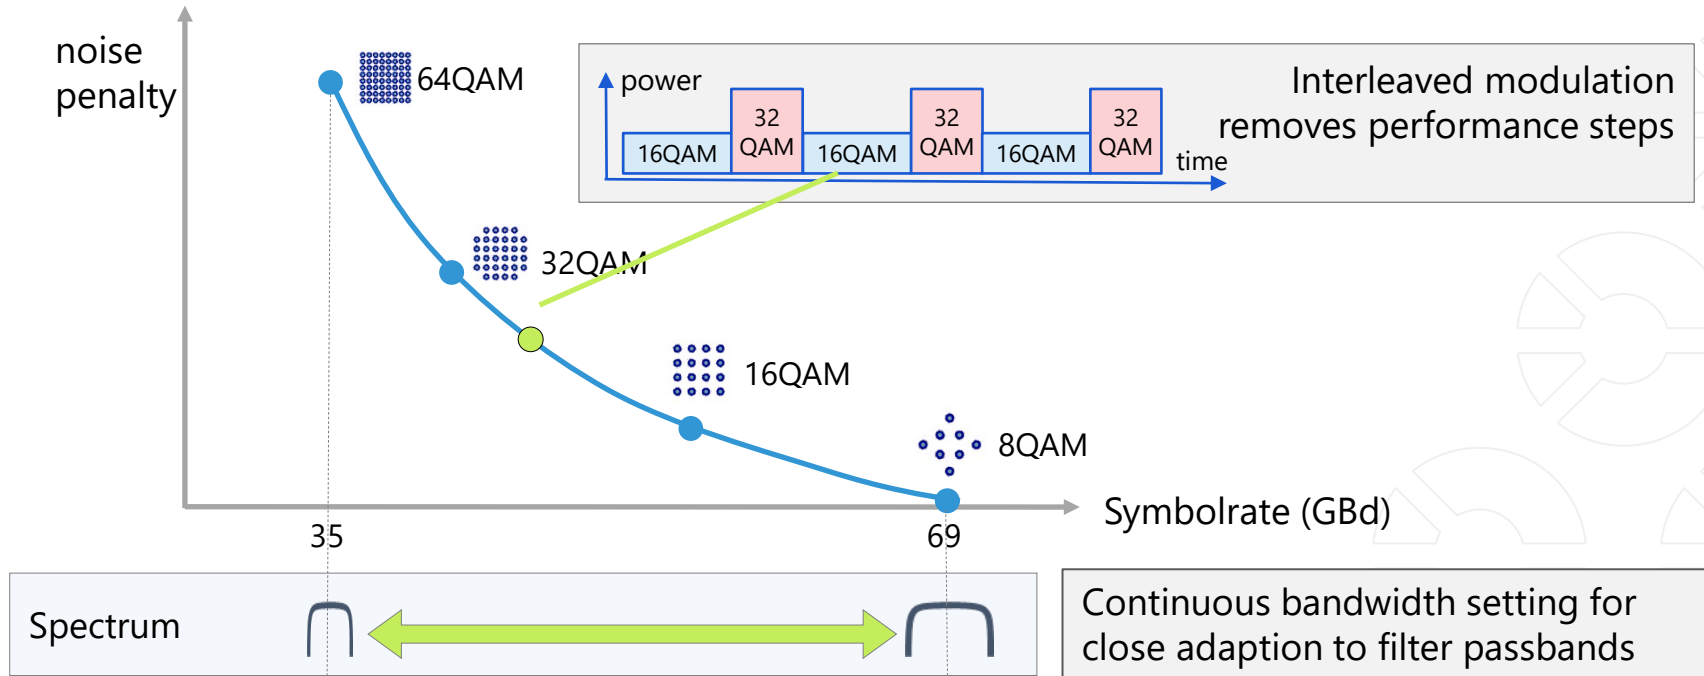 noise
penalty
64QAM
power
32
QAM
32
QAM
32
QAM
16QAM
16QAM
16QAM
time
Interleaved modulation
removes performance steps
32QAM
16QAM
8QAM
35
69
Symbolrate (GBd)
Spectrum
Continuous bandwidth setting for
close adaption to filter passbands